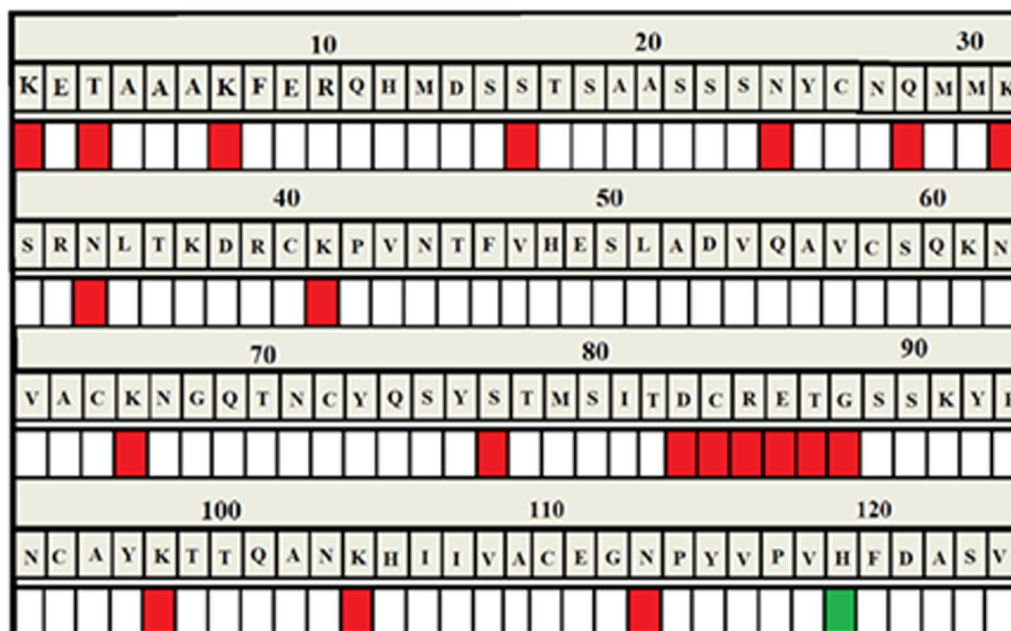 10 20 30
K E T A A A K F E R Q H M D S S T S A A S S S N Y C N Q M M K
40 50 60
S R N L T K D R C K P V N T F V H E S L A D V Q A V C S Q K N
70 80 90
V A C K N G Q T N C Y Q S Y S T M S I T D C R E T G S S K Y
100 110 120
N C A Y K T T Q A N K H I I V A C E G N P Y V P V H F D A S V